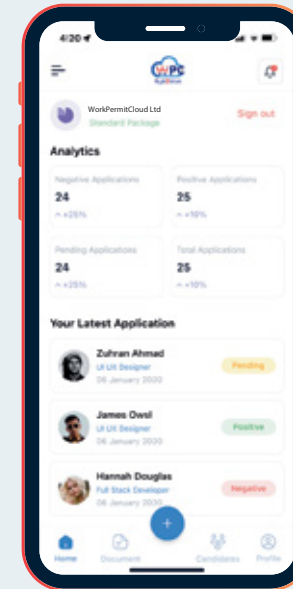 4:20
WPC
WorkPermitCloud Ltd
Standard Package
Sign out
Analytics
Negative Applications
24
+25%
Positive Applications
25
+10%
Pending Applications
24
+25%
Total Applications
25
+10%
Your Latest Application
Zuhran Ahmad
UI UX Designer
06 January 2020
Pending
James Owsl
UI UX Designer
06 January 2020
Positive
Hannah Douglas
Full Stack Developer
06 January 2020
Negative
+
Home
Document
Candidates
Profile